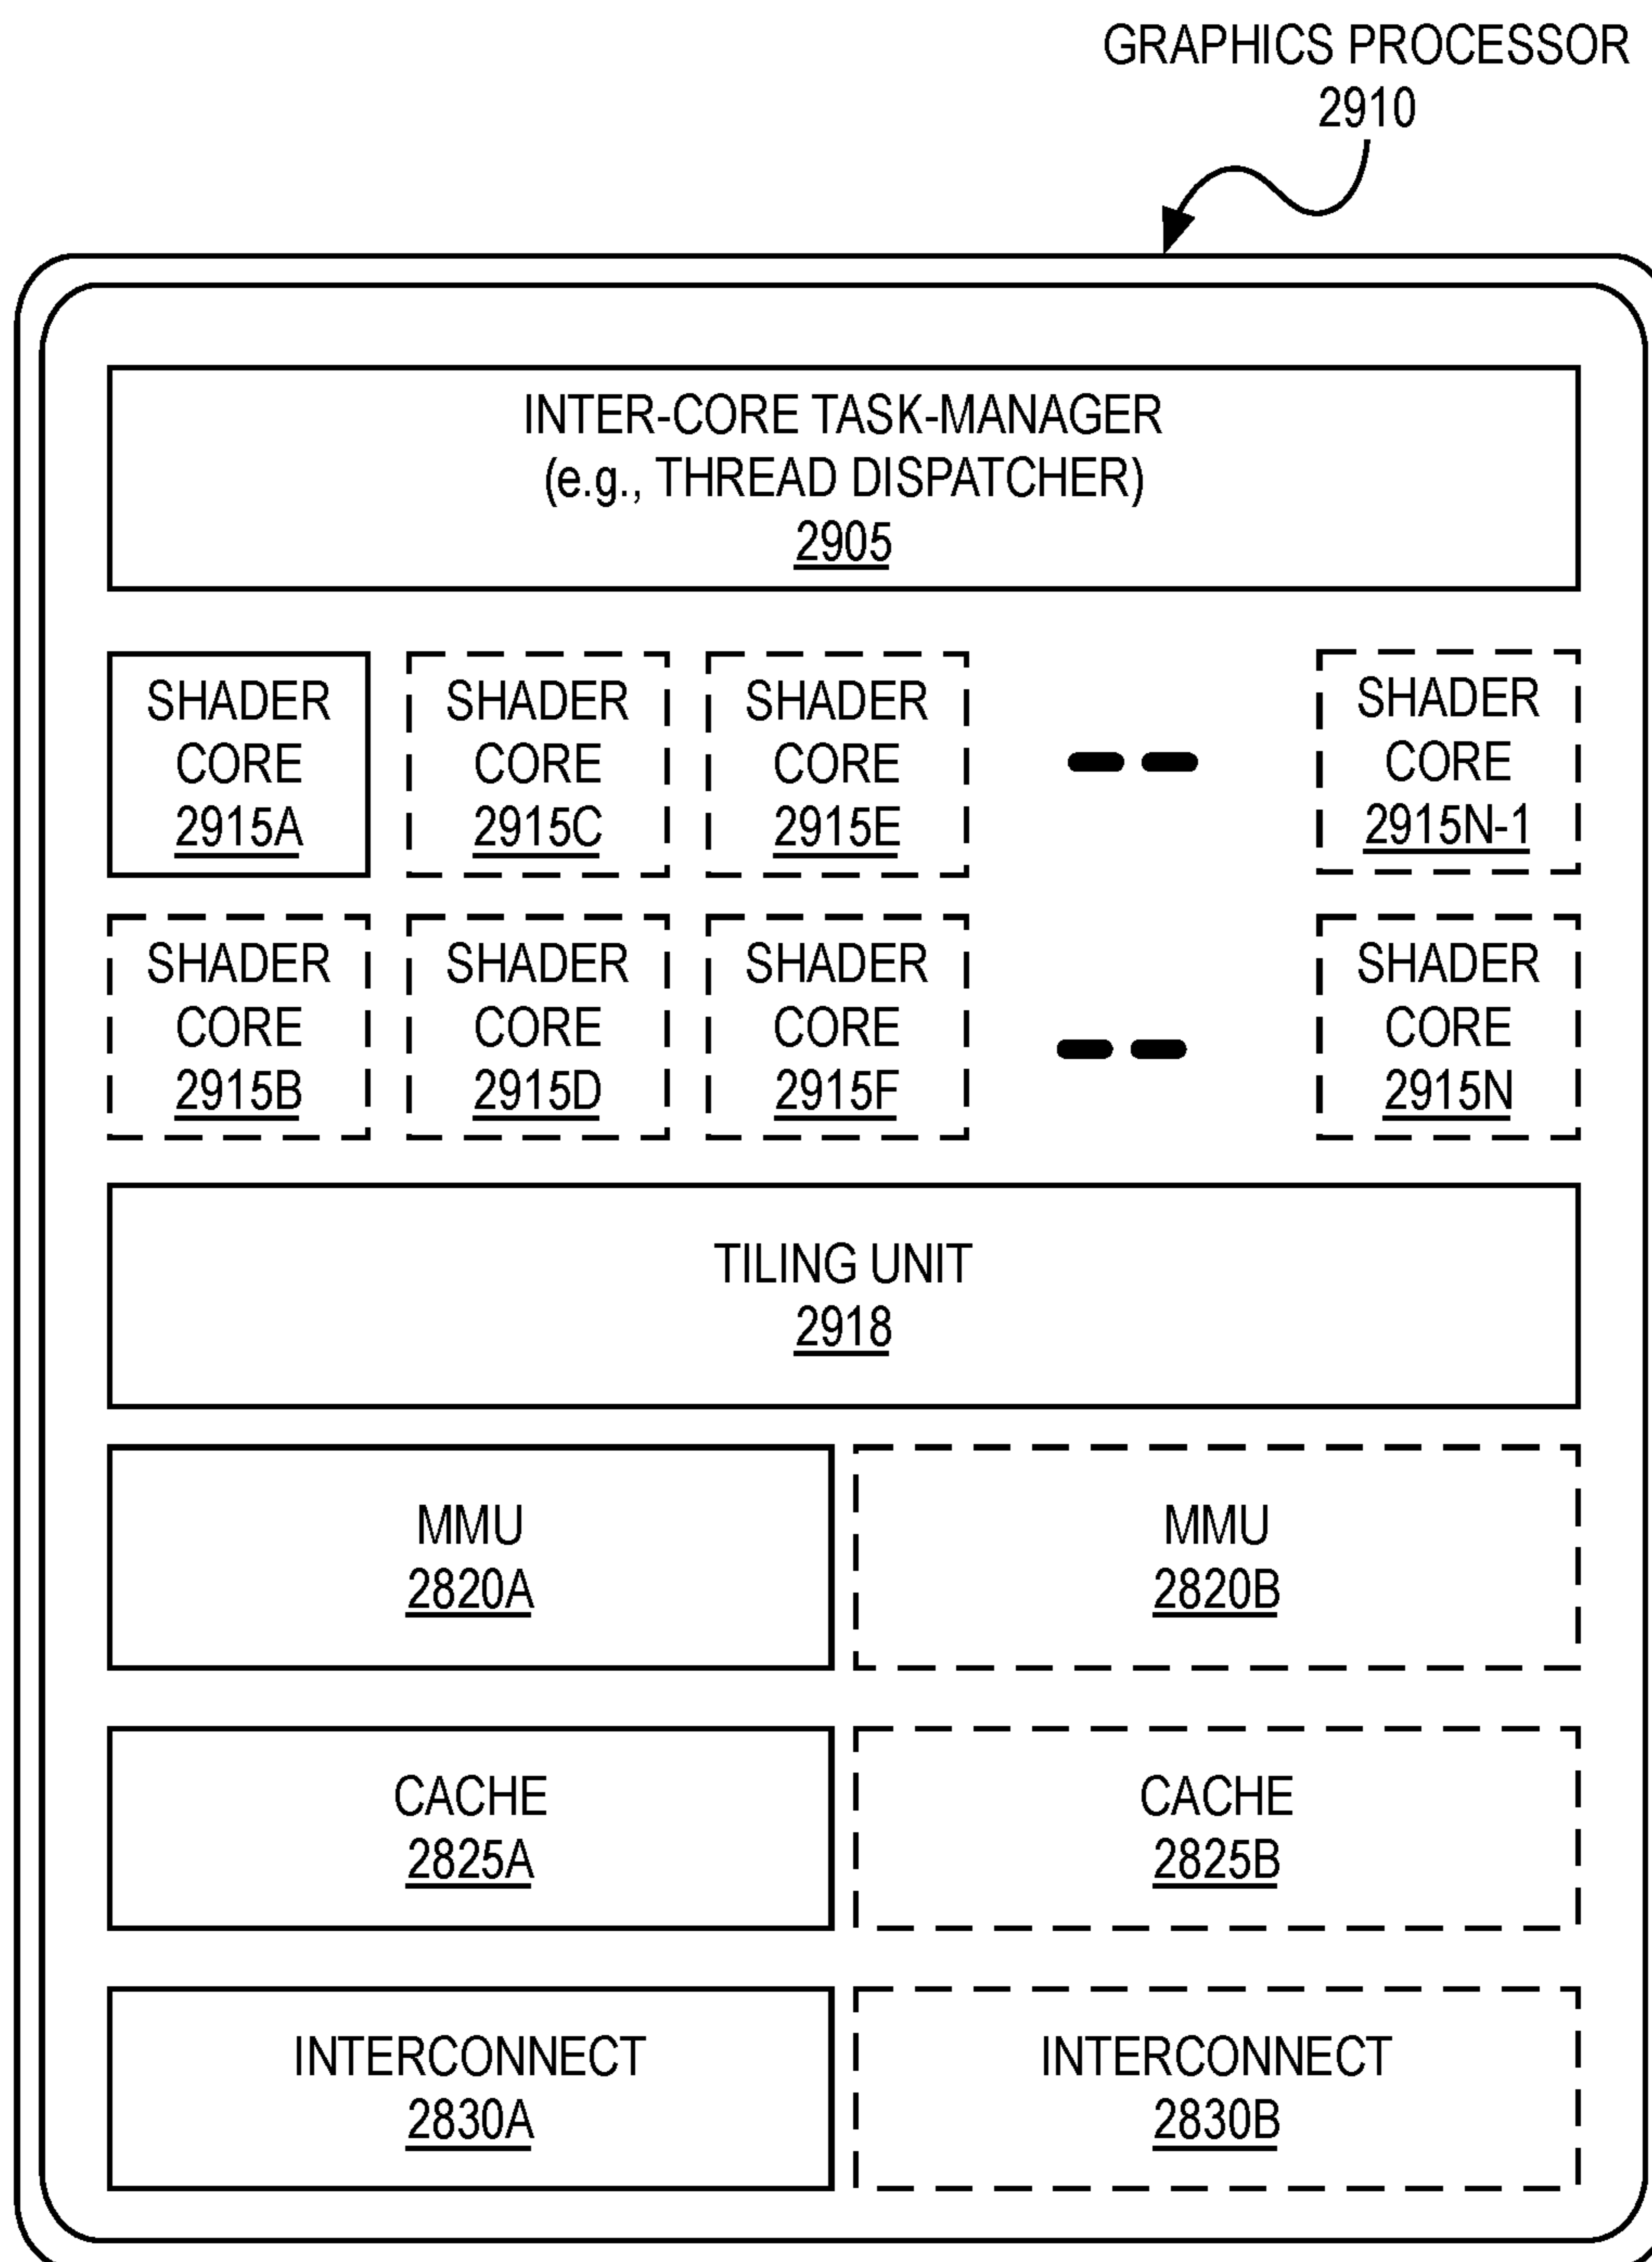 GRAPHICS PROCESSOR
2910
INTER-CORE TASK-MANAGER
(e.g., THREAD DISPATCHER)
2905
SHADER
CORE
2915A
SHADER
CORE
2915C
SHADER
CORE
2915E
SHADER
CORE
2915N-1
SHADER
CORE
2915B
SHADER
CORE
2915D
SHADER
CORE
2915F
SHADER
CORE
2915N
TILING UNIT
2918
MMU
2820A
MMU
2820B
CACHE
2825A
CACHE
2825B
INTERCONNECT
2830A
INTERCONNECT
2830B